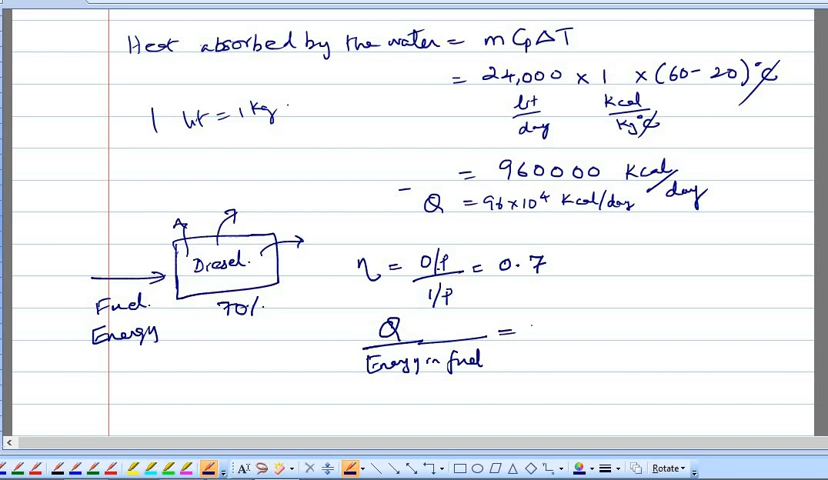 Heat absorbed by the water = m Cp ΔT
= 24,000 × 1 × (60 - 20) °C
lit/day Kcal/Kg°C
1 lit = 1 Kg.
= 960000 Kcal/day
Q = 96 × 10⁴ Kcal/day
Diesel.
η = O/P / I/P = 0.7
Fuel. Energy
70%.
Q / Energy in fuel =
Rotate